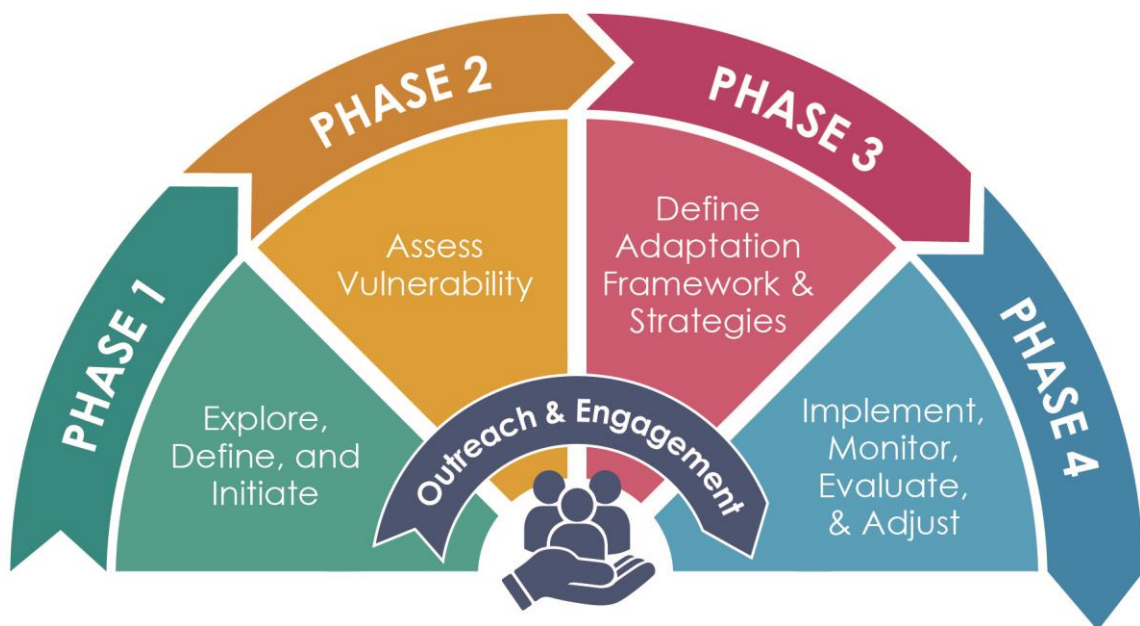 PHASE 1
Explore,
Define, and
Initiate
PHASE 2
Assess
Vulnerability
PHASE 3
Define
Adaptation
Framework &
Strategies
PHASE 4
Implement,
Monitor,
Evaluate,
& Adjust
Outreach & Engagement